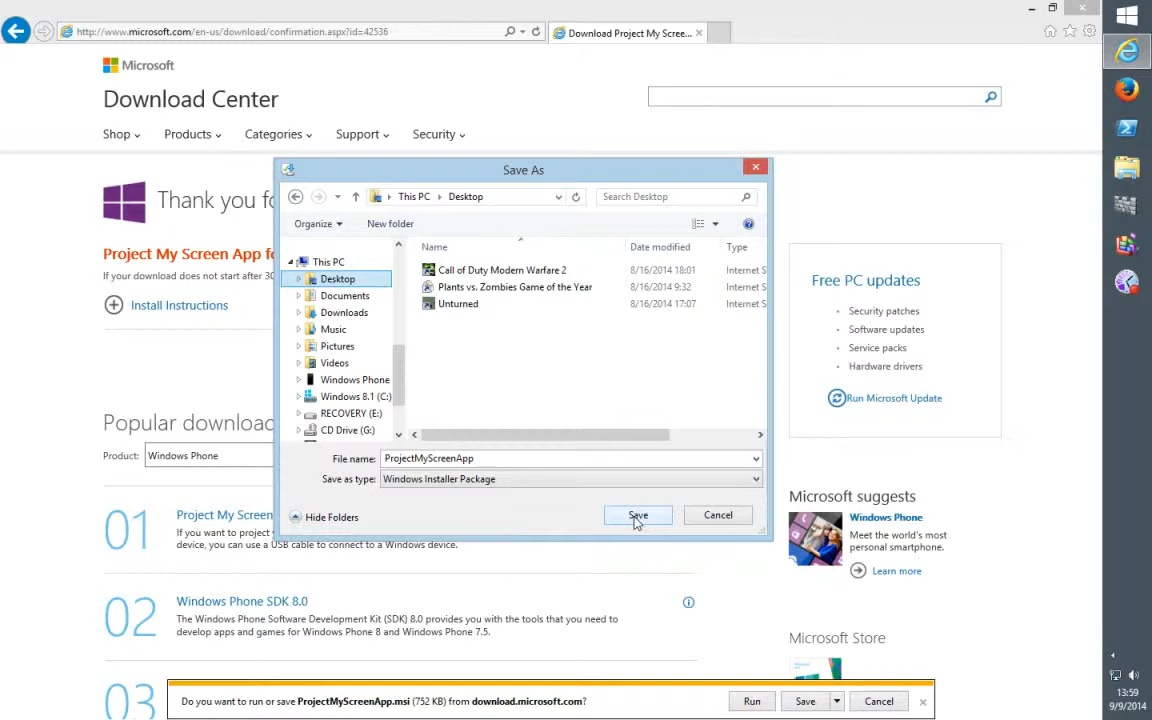 http://www.microsoft.com/en-us/download/confirmation.aspx?id=42536
Download Project My Scree...
Microsoft
Download Center
Shop
Products
Categories
Support
Security
Thank you fo
Project My Screen App fo
If your download does not start after 30
Install Instructions
Popular download
Product:
Windows Phone
01
Project My Screen
If you want to project
device, you can use a USB cable to connect to a Windows device.
02
Windows Phone SDK 8.0
The Windows Phone Software Development Kit (SDK) 8.0 provides you with the tools that you need to
develop apps and games for Windows Phone 8 and Windows Phone 7.5.
03
Save As
This PC
Desktop
Search Desktop
Organize
New folder
Name
Date modified
Type
This PC
Desktop
Documents
Downloads
Music
Pictures
Videos
Windows Phone
Windows 8.1 (C:)
RECOVERY (E:)
CD Drive (G:)
Call of Duty Modern Warfare 2
8/16/2014 18:01
Internet S
Plants vs. Zombies Game of the Year
8/16/2014 9:32
Internet S
Unturned
8/16/2014 17:07
Internet S
File name:
ProjectMyScreenApp
Save as type:
Windows Installer Package
Hide Folders
Save
Cancel
Free PC updates
Security patches
Software updates
Service packs
Hardware drivers
Run Microsoft Update
Microsoft suggests
Windows Phone
Meet the world's most
personal smartphone.
Learn more
Microsoft Store
Do you want to run or save ProjectMyScreenApp.msi (752 KB) from download.microsoft.com?
Run
Save
Cancel
13:59
9/9/2014